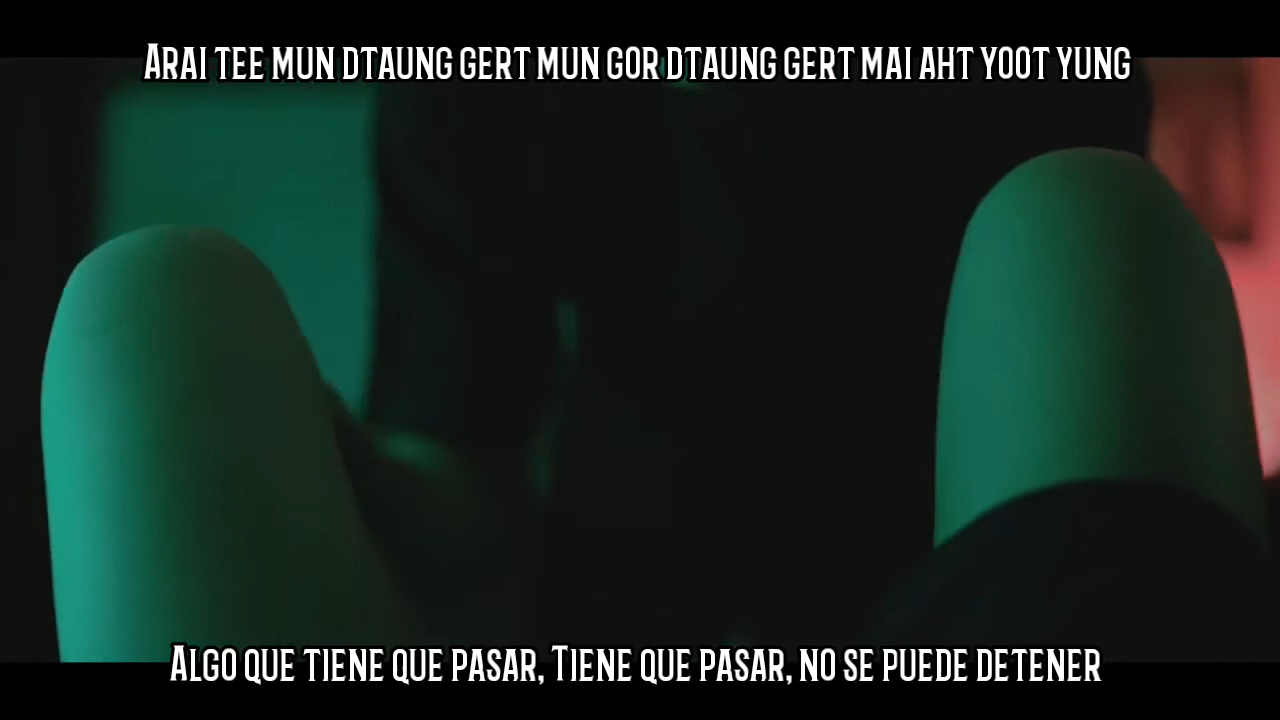 Arai tee mun dtaung gert mun gor dtaung gert mai aht yoot yung
Algo que tiene que pasar, Tiene que pasar, no se puede detener